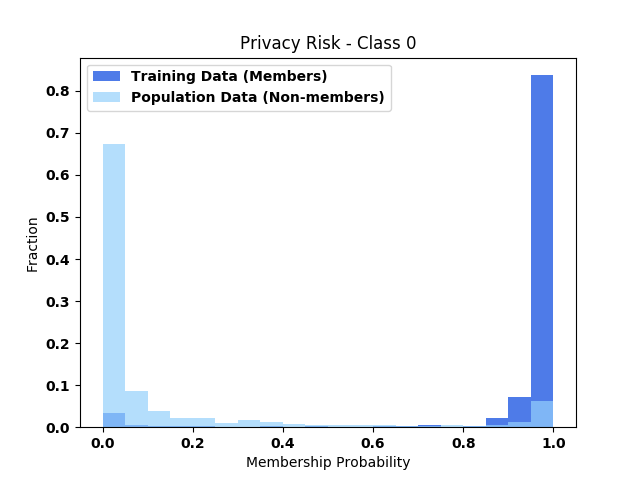 Privacy Risk - Class 0
Training Data (Members)
Population Data (Non-members)
Fraction
0.8
0.7
0.6
0.5
0.4
0.3
0.2
0.1
0.0
0.0 0.2 0.4 0.6 0.8 1.0
Membership Probability